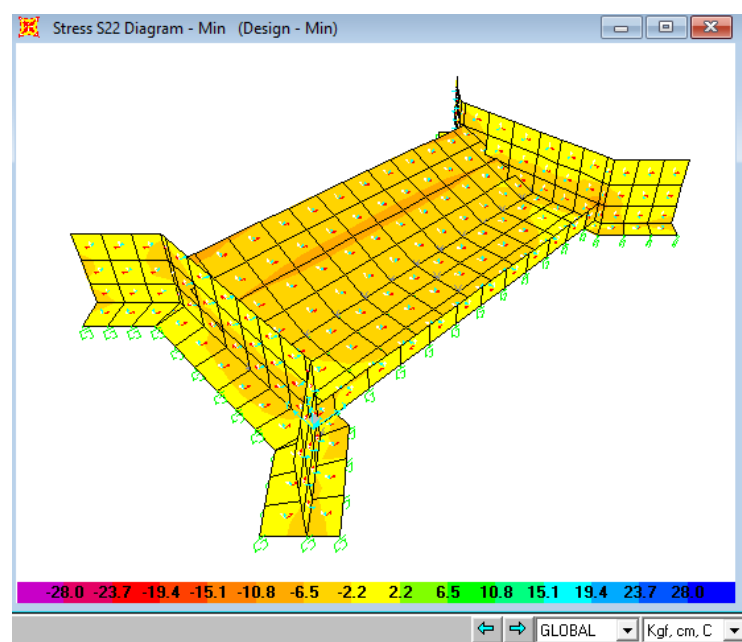 Stress S22 Diagram - Min (Design - Min)
-28.0 -23.7 -19.4 -15.1 -10.8 -6.5 -2.2 2.2 6.5 10.8 15.1 19.4 23.7 28.0
GLOBAL Kgf, cm, C